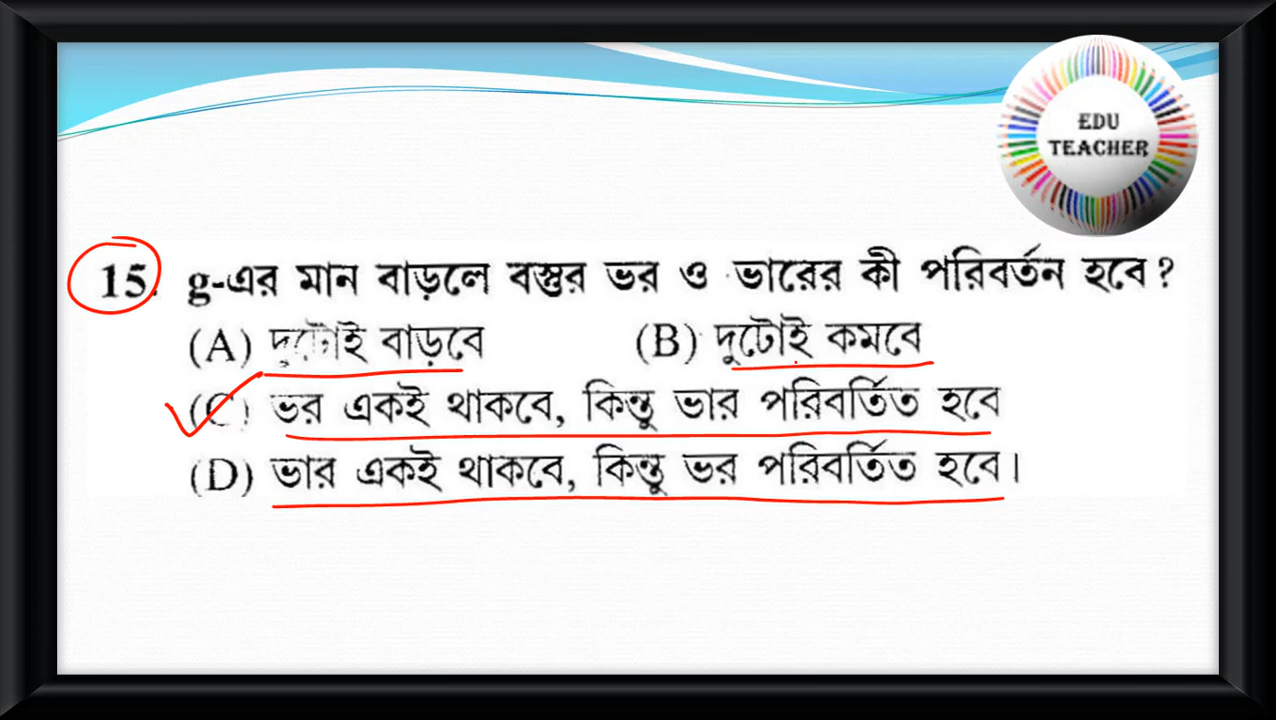 EDU
TEACHER
15. g-এর মান বাড়লে বস্তুর ভর ও ভারের কী পরিবর্তন হবে?
(A) দুটোই বাড়বে (B) দুটোই কমবে
(C) ভর একই থাকবে, কিন্তু ভার পরিবর্তিত হবে
(D) ভার একই থাকবে, কিন্তু ভর পরিবর্তিত হবে।